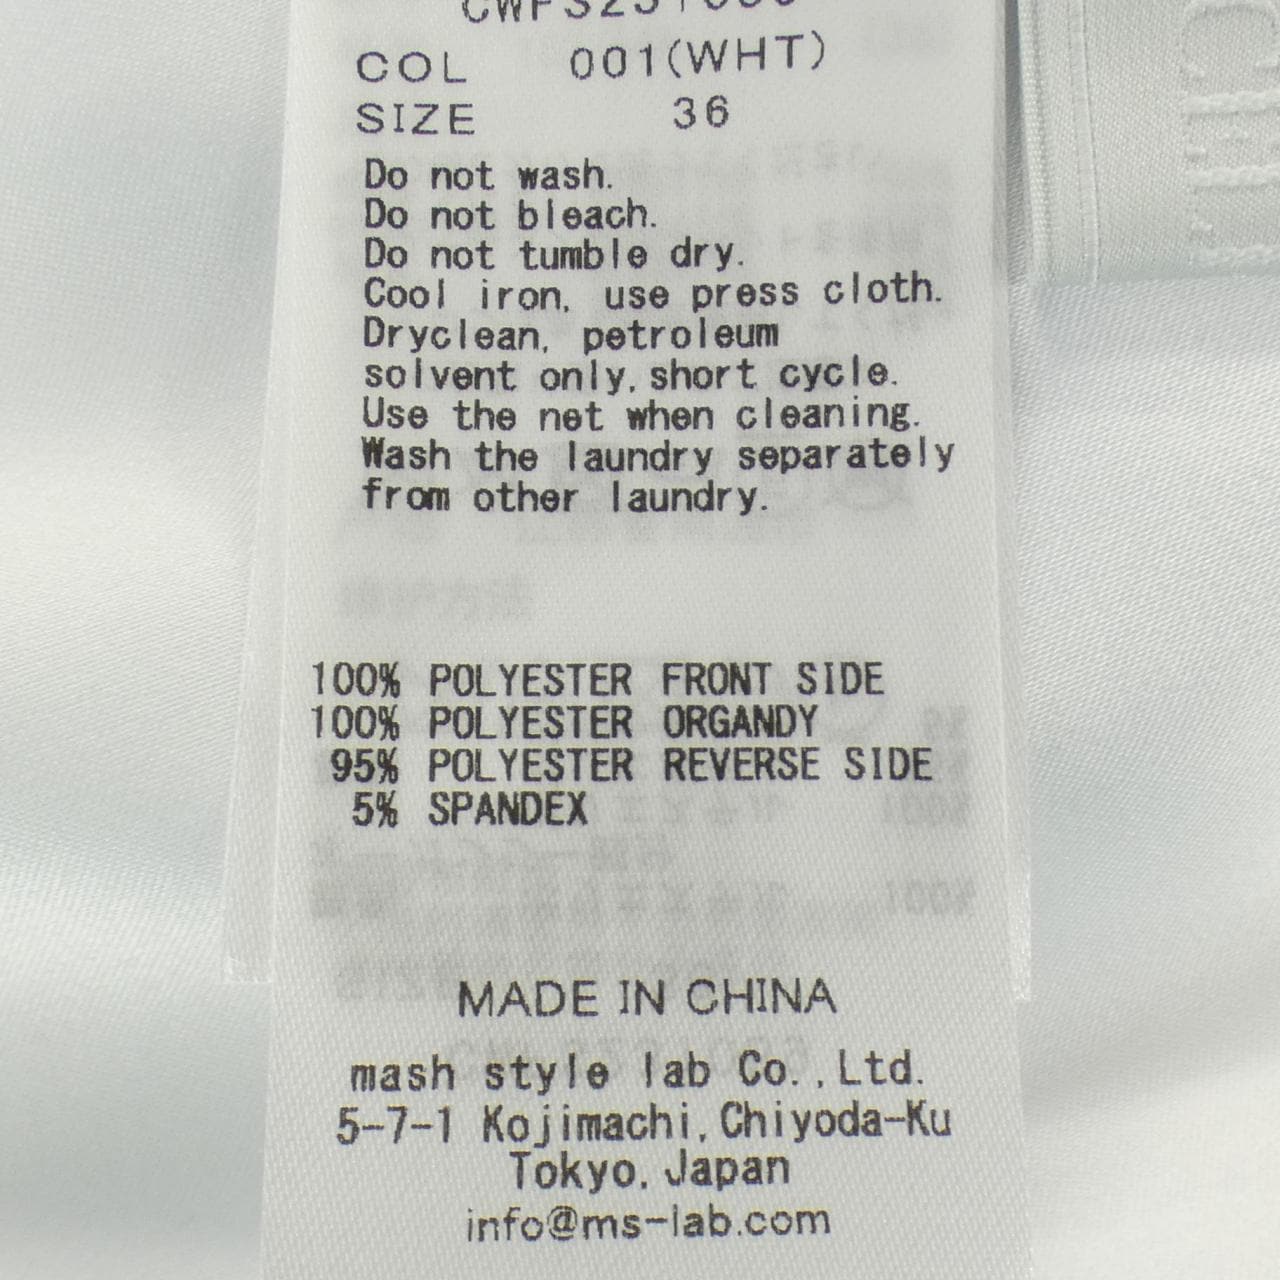 COL 001(WHT)
SIZE 36
Do not wash.
Do not bleach.
Do not tumble dry.
Cool iron, use press cloth.
Dryclean, petroleum
solvent only, short cycle.
Use the net when cleaning.
Wash the laundry separately
from other laundry.
100% POLYESTER FRONT SIDE
100% POLYESTER ORGANDY
95% POLYESTER REVERSE SIDE
5% SPANDEX
MADE IN CHINA
mash style lab Co.,Ltd.
5-7-1 Kojimachi,Chiyoda-Ku
Tokyo, Japan
info@ms-lab.com